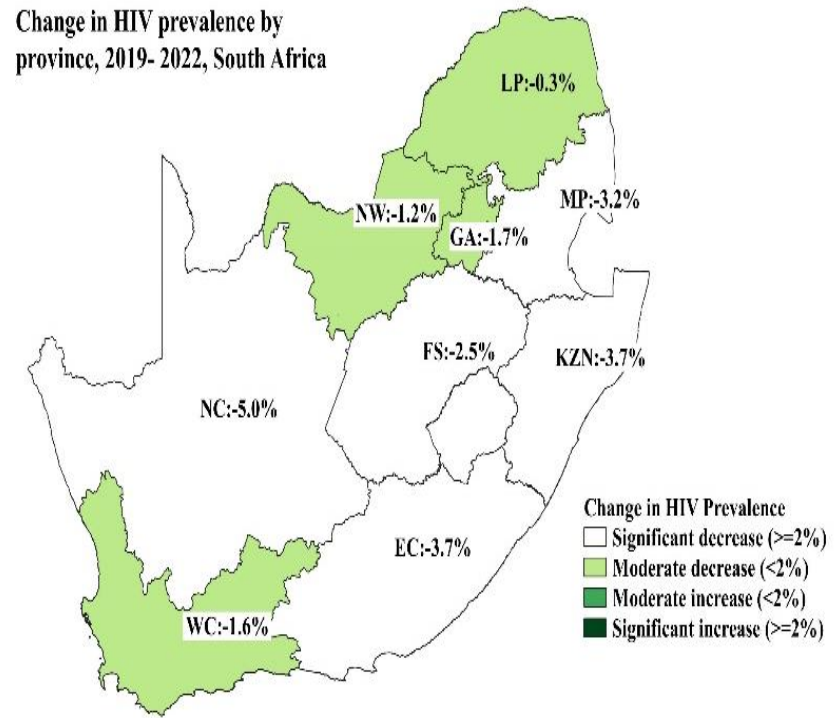 Change in HIV prevalence by
province, 2019- 2022, South Africa
LP:-0.3%
MP:-3.2%
NW:-1.2%
GA:-1.7%
FS:-2.5%
KZN:-3.7%
NC:-5.0%
EC:-3.7%
WC:-1.6%
Change in HIV Prevalence
Significant decrease (>=2%)
Moderate decrease (<2%)
Moderate increase (<2%)
Significant increase (>=2%)